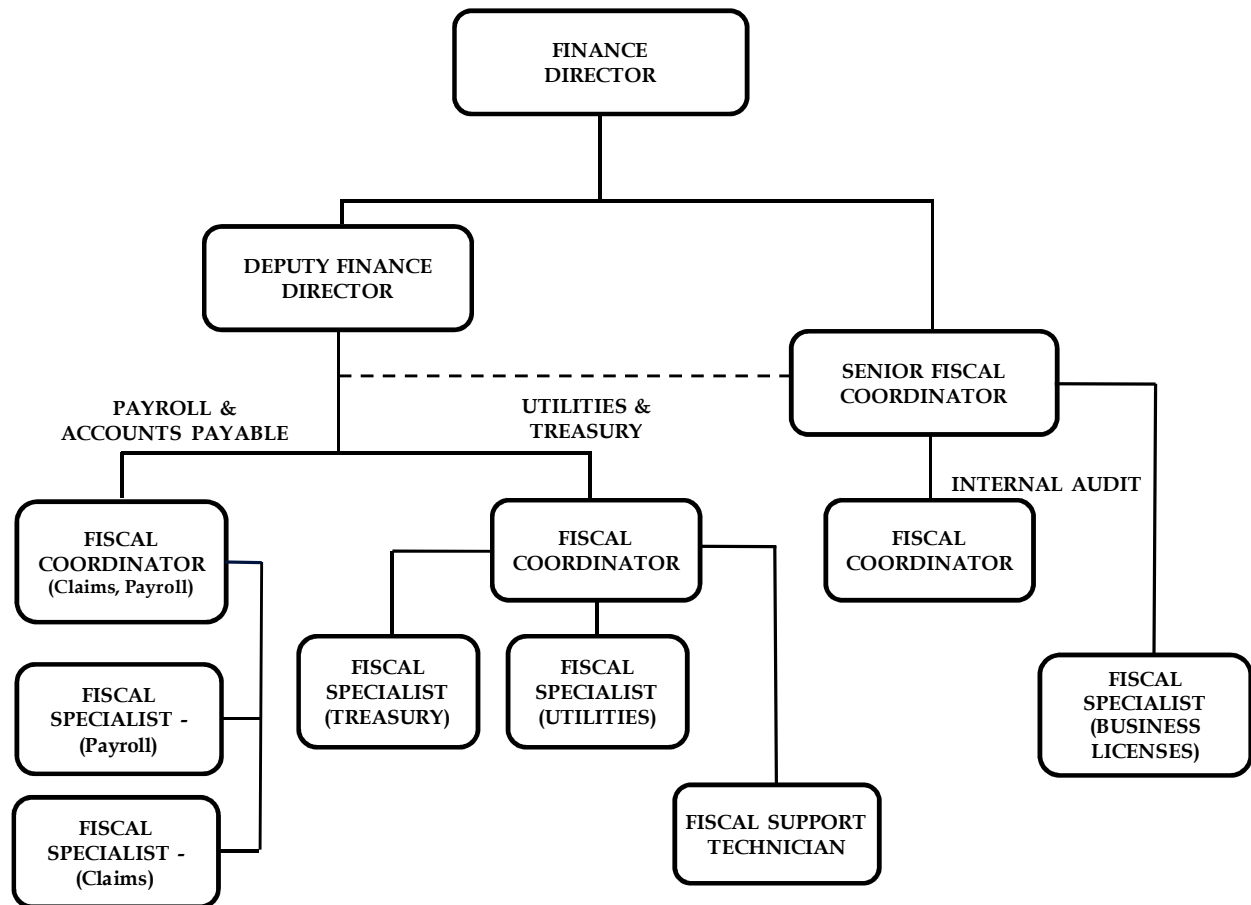 FINANCE
DIRECTOR
DEPUTY FINANCE
DIRECTOR
SENIOR FISCAL
COORDINATOR
PAYROLL &
ACCOUNTS PAYABLE
UTILITIES &
TREASURY
INTERNAL AUDIT
FISCAL
COORDINATOR
(Claims, Payroll)
FISCAL
COORDINATOR
FISCAL
COORDINATOR
FISCAL
SPECIALIST -
(Payroll)
FISCAL
SPECIALIST
(TREASURY)
FISCAL
SPECIALIST
(UTILITIES)
FISCAL
SPECIALIST
(BUSINESS
LICENSES)
FISCAL
SPECIALIST -
(Claims)
FISCAL SUPPORT
TECHNICIAN